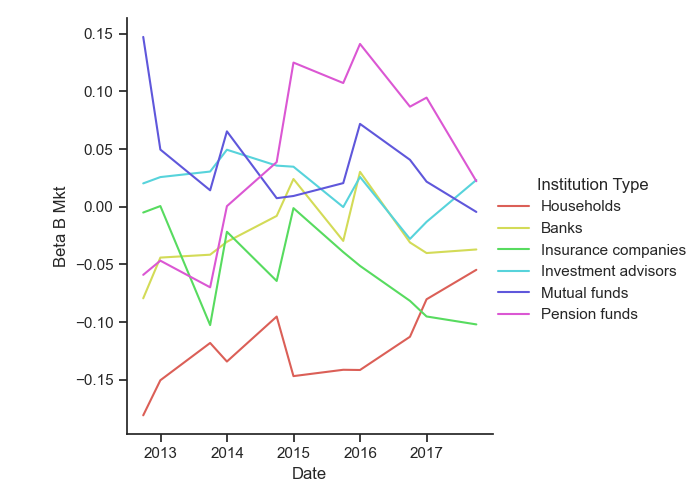 0.15
0.10
0.05
0.00
−0.05
−0.10
−0.15
Beta B Mkt
2013 2014 2015 2016 2017
Date
Institution Type
Households
Banks
Insurance companies
Investment advisors
Mutual funds
Pension funds